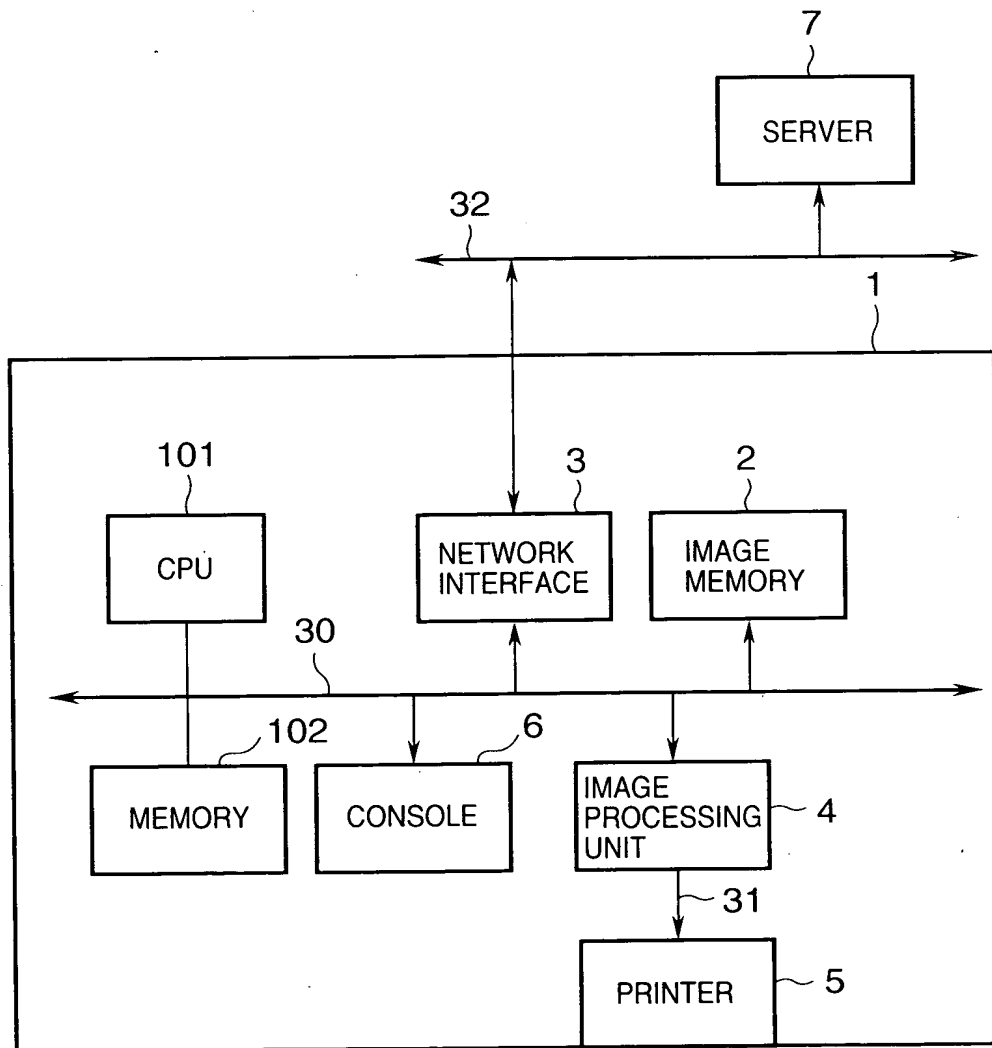 7
SERVER
32
1
101
3
2
CPU
NETWORK
INTERFACE
IMAGE
MEMORY
30
102
6
MEMORY
CONSOLE
IMAGE
PROCESSING
UNIT
4
31
PRINTER
5